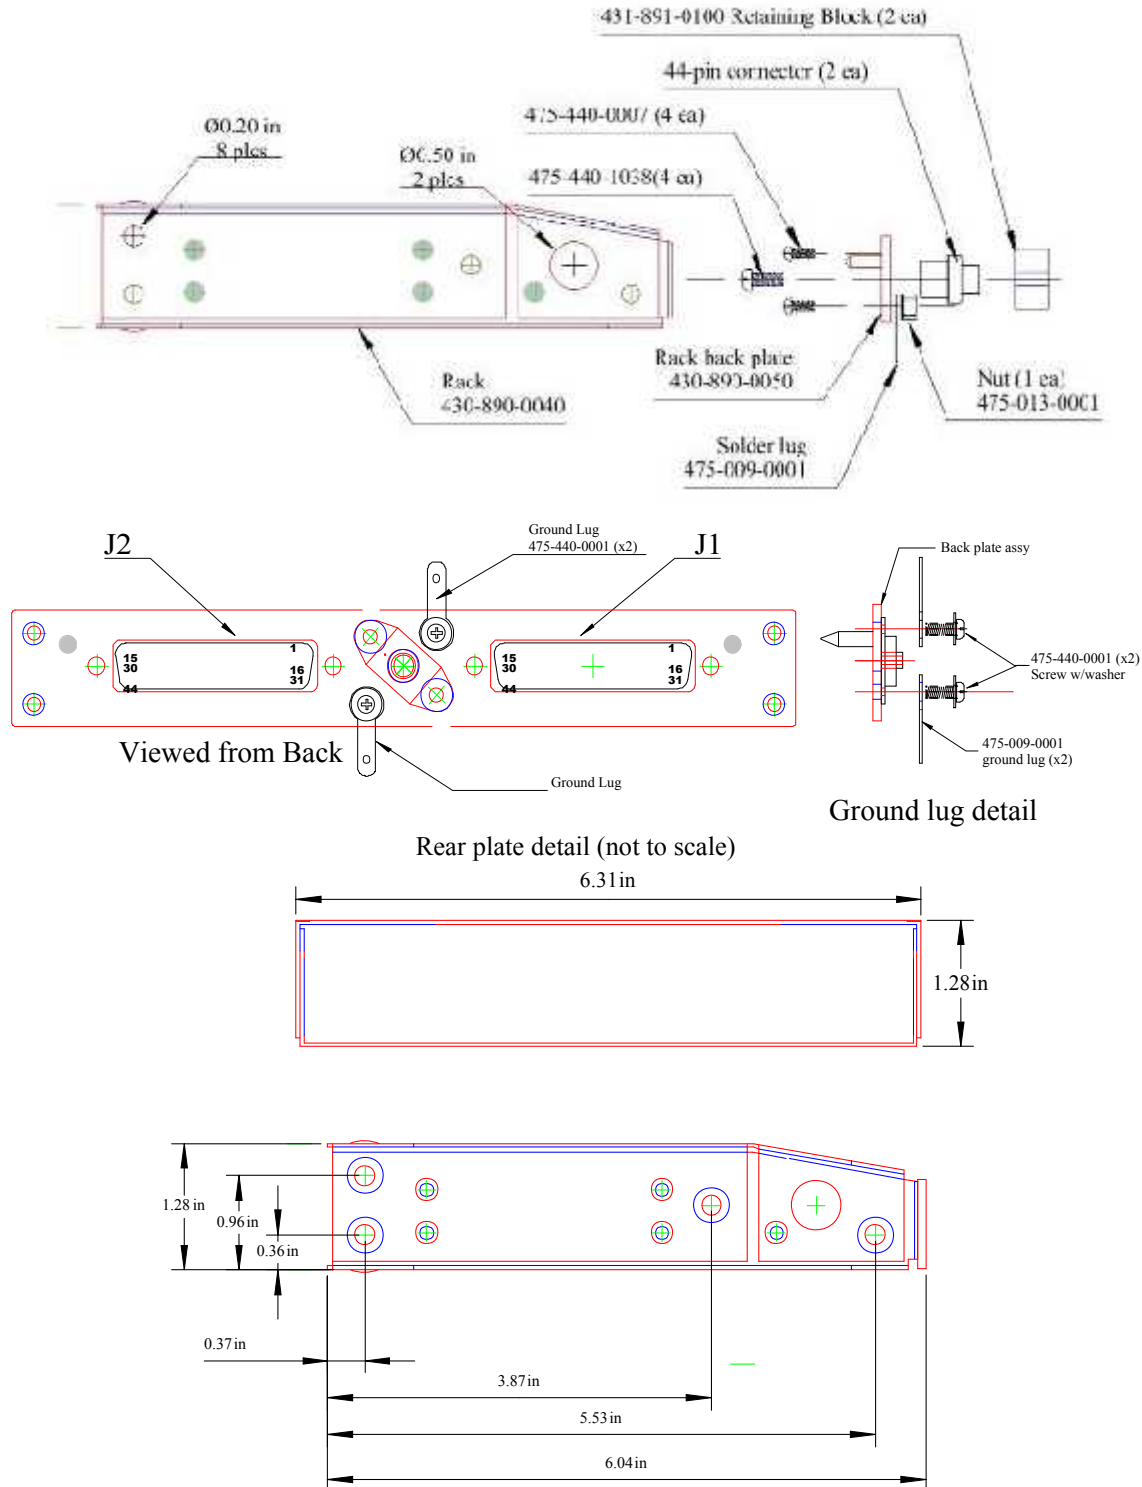 431-891-0100 Retaining Block (2 ea)
44-pin connector (2 ea)
475-440-0007 (4 ea)
Ø0.20 in
8 plcs
Ø0.50 in
2 plcs
475-440-1038(4 ea)
Rack
430-890-0040
Rack back plate
430-890-0050
Nut (1 ea)
475-013-0001
Solder lug
475-009-0001
J2
Ground Lug
475-440-0001 (x2)
J1
Back plate assy
1
15
30
16
31
44
1
15
30
16
31
44
475-440-0001 (x2)
Screw w/washer
475-009-0001
ground lug (x2)
Viewed from Back
Ground Lug
Ground lug detail
Rear plate detail (not to scale)
6.31in
1.28in
1.28in
0.96in
0.36in
0.37in
3.87in
5.53in
6.04in